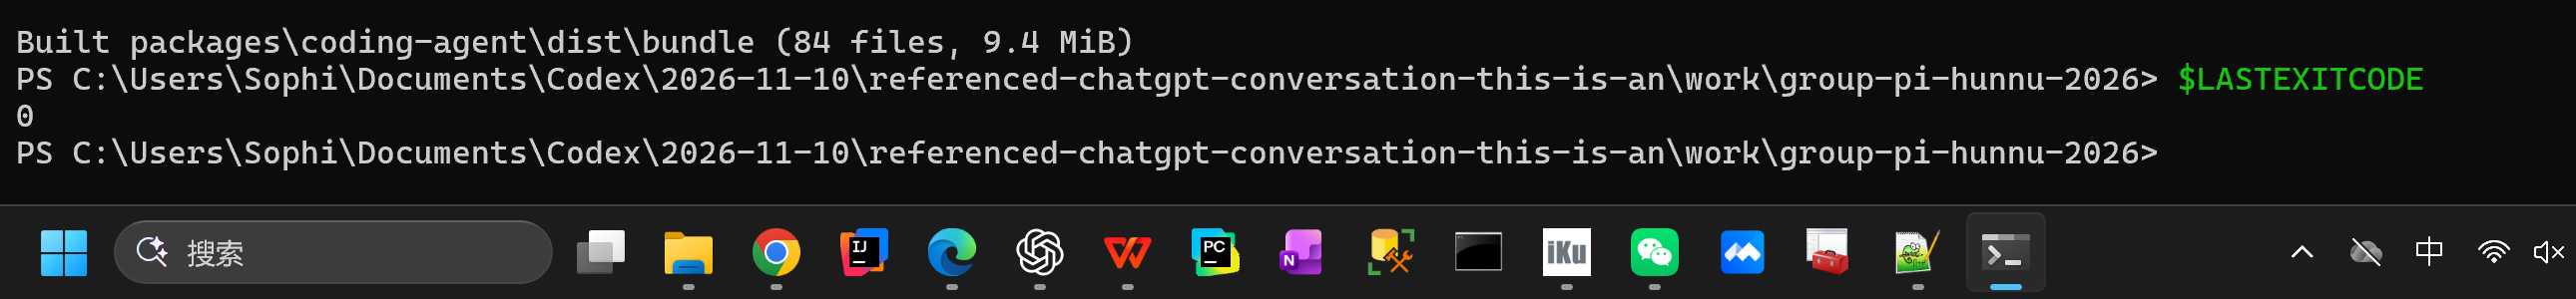 Built packages\coding-agent\dist\bundle (84 files, 9.4 MiB)
PS C:\Users\Sophi\Documents\Codex\2026-11-10\referenced-chatgpt-conversation-this-is-an\work\group-pi-hunnu-2026> $LASTEXITCODE
0
PS C:\Users\Sophi\Documents\Codex\2026-11-10\referenced-chatgpt-conversation-this-is-an\work\group-pi-hunnu-2026>
搜索
IJ
PC
N
iKu
中